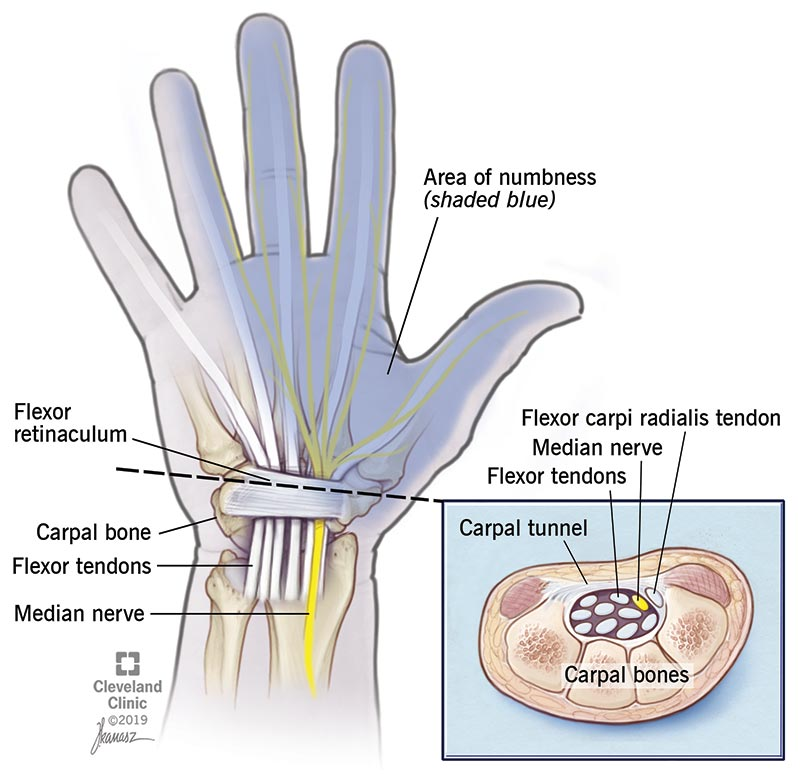 Area of numbness
(shaded blue)
Flexor
retinaculum
Flexor carpi radialis tendon
Median nerve
Flexor tendons
Carpal tunnel
Carpal bone
Flexor tendons
Median nerve
Carpal bones
Cleveland
Clinic
©2019